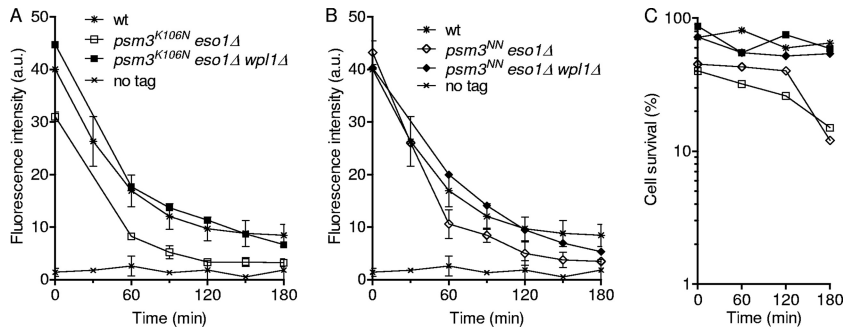 A
Fluorescence intensity (a.u.)
50
40
30
20
10
0
0
60
120
180
Time (min)
wt
psm3K106N eso1Δ
psm3K106N eso1Δ wpl1Δ
no tag
B
Fluorescence intensity (a.u.)
50
40
30
20
10
0
0
60
120
180
Time (min)
wt
psm3NN eso1Δ
psm3NN eso1Δ wpl1Δ
no tag
C
Cell survival (%)
100
10
1
0
60
120
180
Time (min)